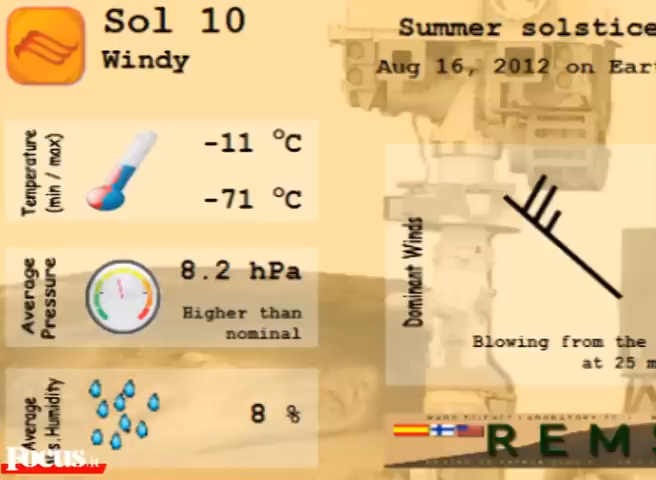 Sol 10
Windy
Summer solstice
Aug 16, 2012 on Eart
Temperature
(min / max)
-11 °C
-71 °C
Average
Pressure
8.2 hPa
Higher than
nominal
Dominant Winds
Blowing from the
at 25 m
Average
s.Humidity
8 %
REMS
Focus.it